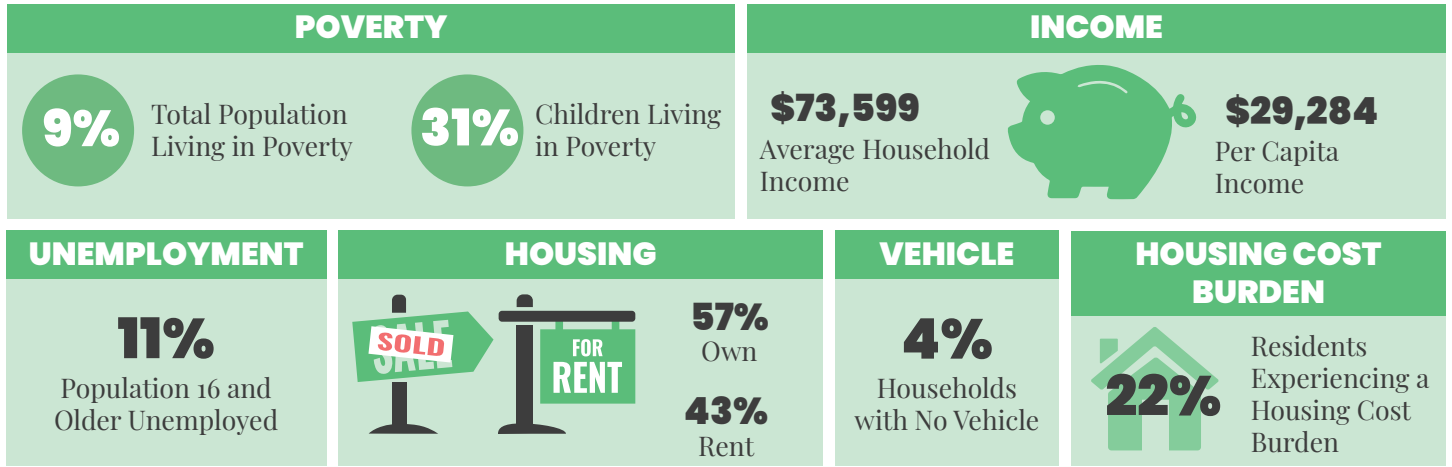 POVERTY
9%
Total Population
Living in Poverty
31%
Children Living
in Poverty
INCOME
$73,599
Average Household
Income
$29,284
Per Capita
Income
UNEMPLOYMENT
11%
Population 16 and
Older Unemployed
HOUSING
SALE
SOLD
FOR
RENT
57%
Own
43%
Rent
VEHICLE
4%
Households
with No Vehicle
HOUSING COST
BURDEN
22%
Residents
Experiencing a
Housing Cost
Burden